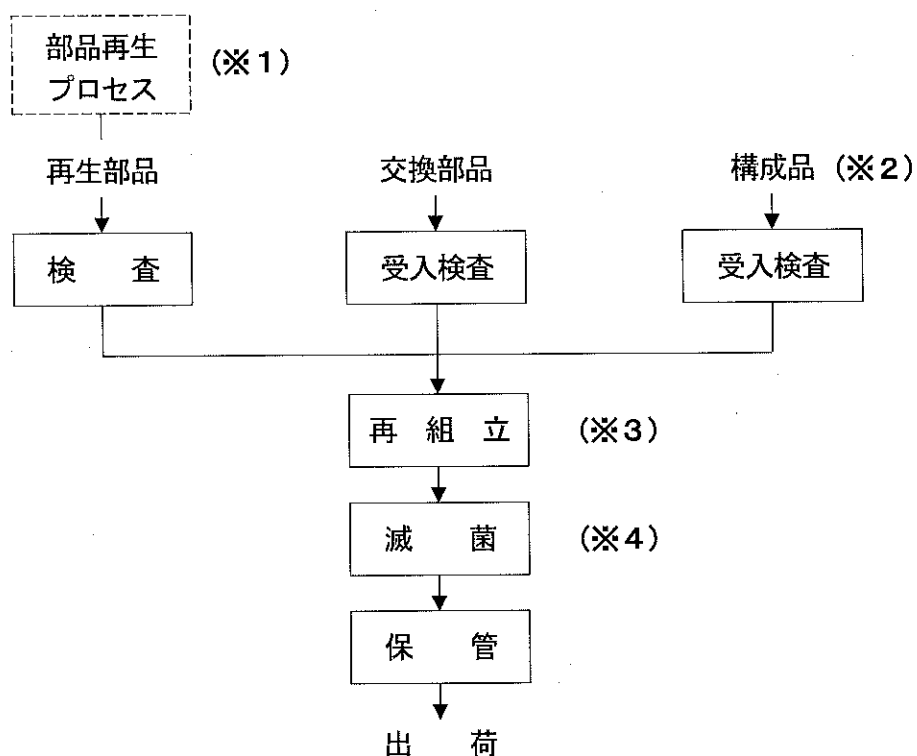 部品再生
プロセス
(※1)
再生部品
交換部品
構成品 (※2)
検 査
受入検査
受入検査
再 組 立
(※3)
滅 菌
(※4)
保 管
出 荷